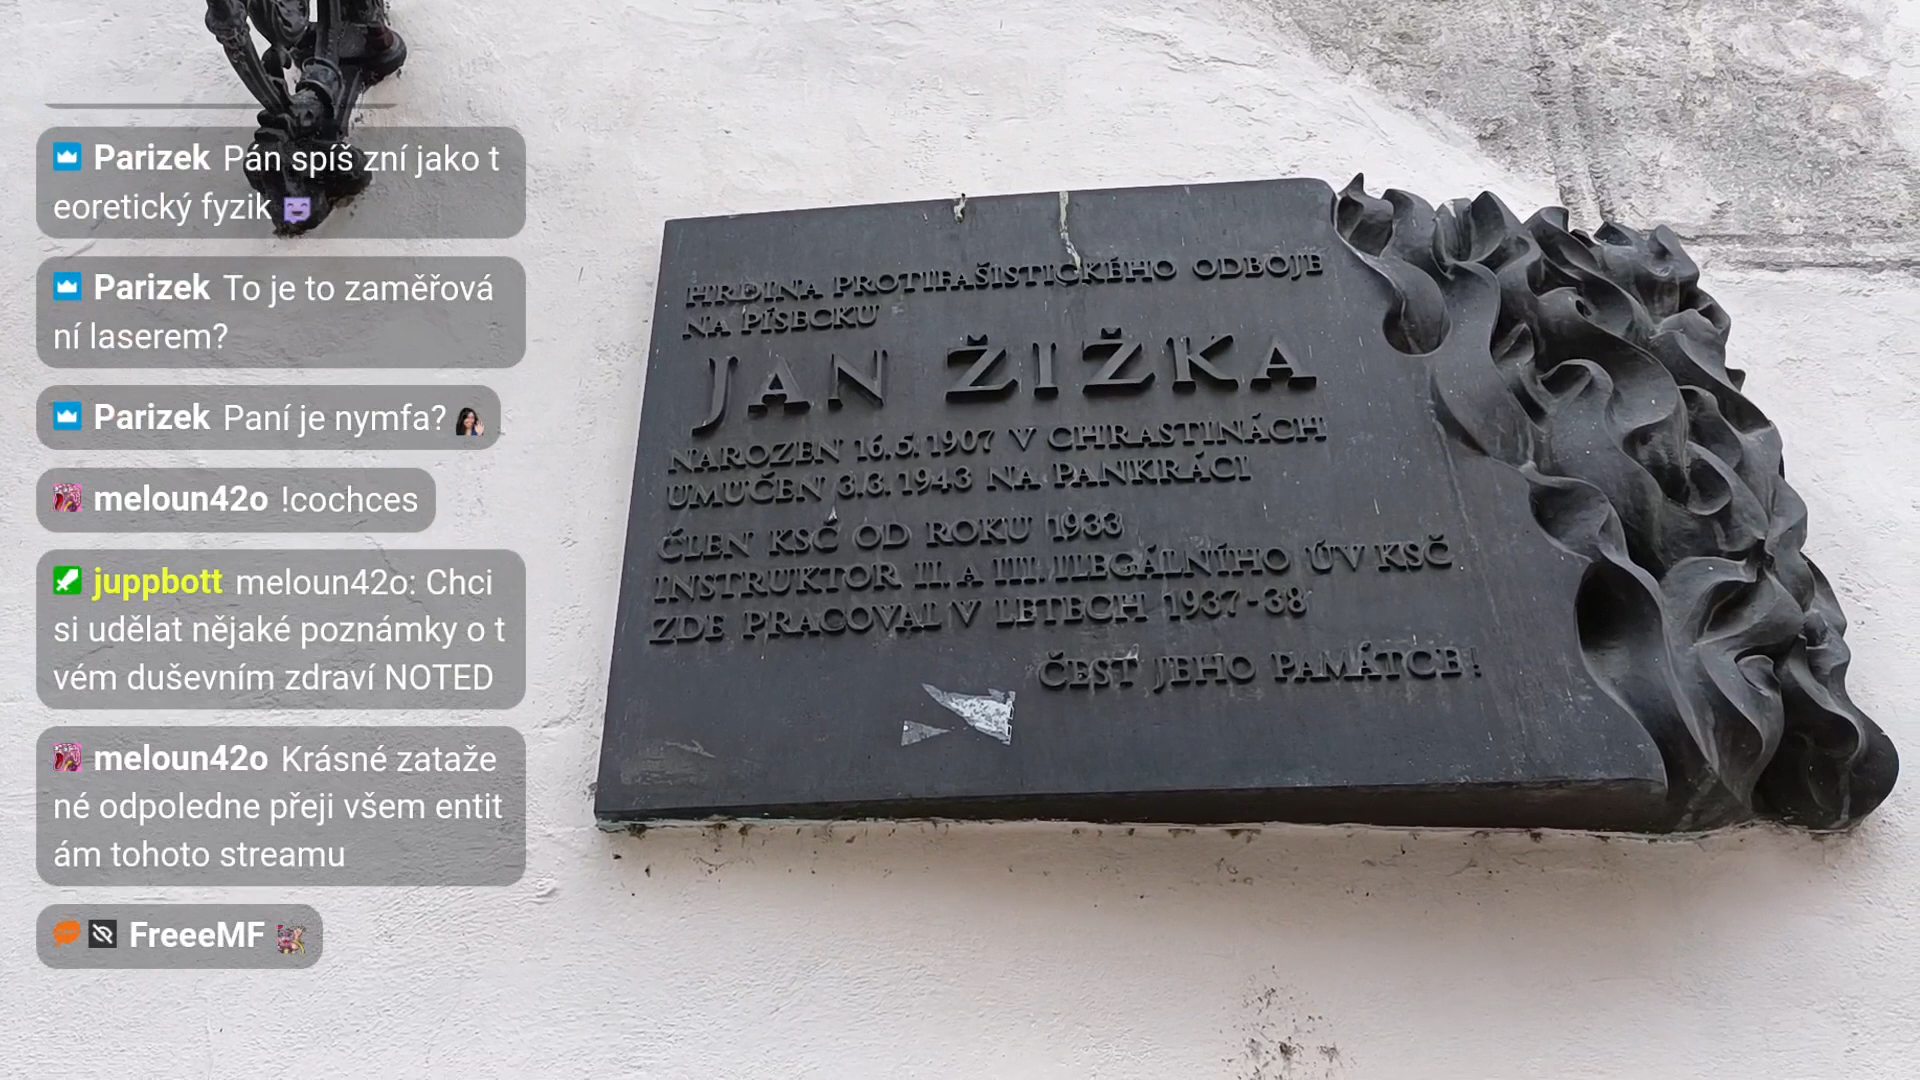 Parizek Pán spíš zní jako t
eoretický fyzik
Parizek To je to zaměřová
ní laserem?
Parizek Paní je nymfa?
meloun42o !cochces
juppbott meloun42o: Chci
si udělat nějaké poznámky o t
vém duševním zdraví NOTED
meloun42o Krásné zataže
né odpoledne přeji všem entit
ám tohoto streamu
FreeeMF
HRDINA PROTIFAŠISTICKÉHO ODBOJE
NA PÍSECKU
JAN ŽIŽKA
NAROZEN 16.5.1907 V CHRASTINÁCH
UMUČEN 3.3.1943 NA PANKRÁCI
ČLEN KSČ OD ROKU 1933
INSTRUKTOR II. A III. ILEGÁLNÍHO ÚV KSČ
ZDE PRACOVAL V LETECH 1937-38
ČEST JEHO PAMÁTCE!